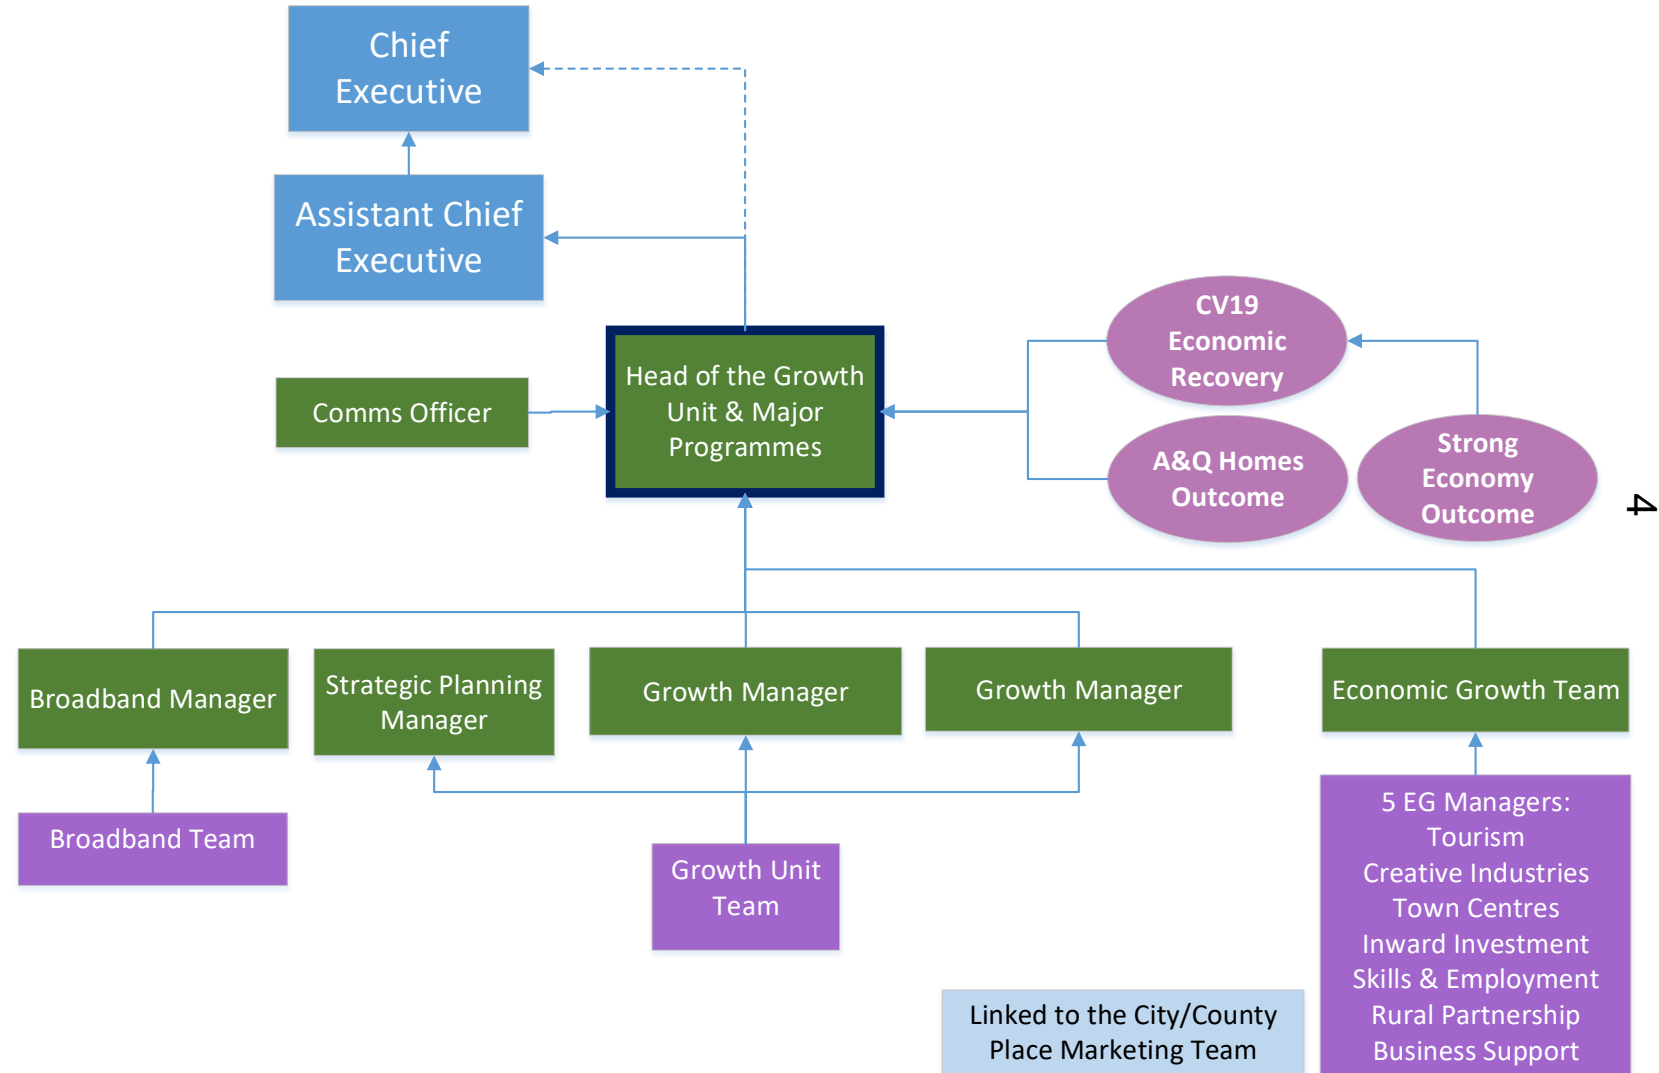 Chief
Executive
Assistant Chief
Executive
Comms Officer
Head of the Growth
Unit & Major
Programmes
CV19
Economic
Recovery
A&Q Homes
Outcome
Strong
Economy
Outcome
4
Broadband Manager
Strategic Planning
Manager
Growth Manager
Growth Manager
Economic Growth Team
Broadband Team
Growth Unit
Team
5 EG Managers:
Tourism
Creative Industries
Town Centres
Inward Investment
Skills & Employment
Rural Partnership
Business Support
Linked to the City/County
Place Marketing Team